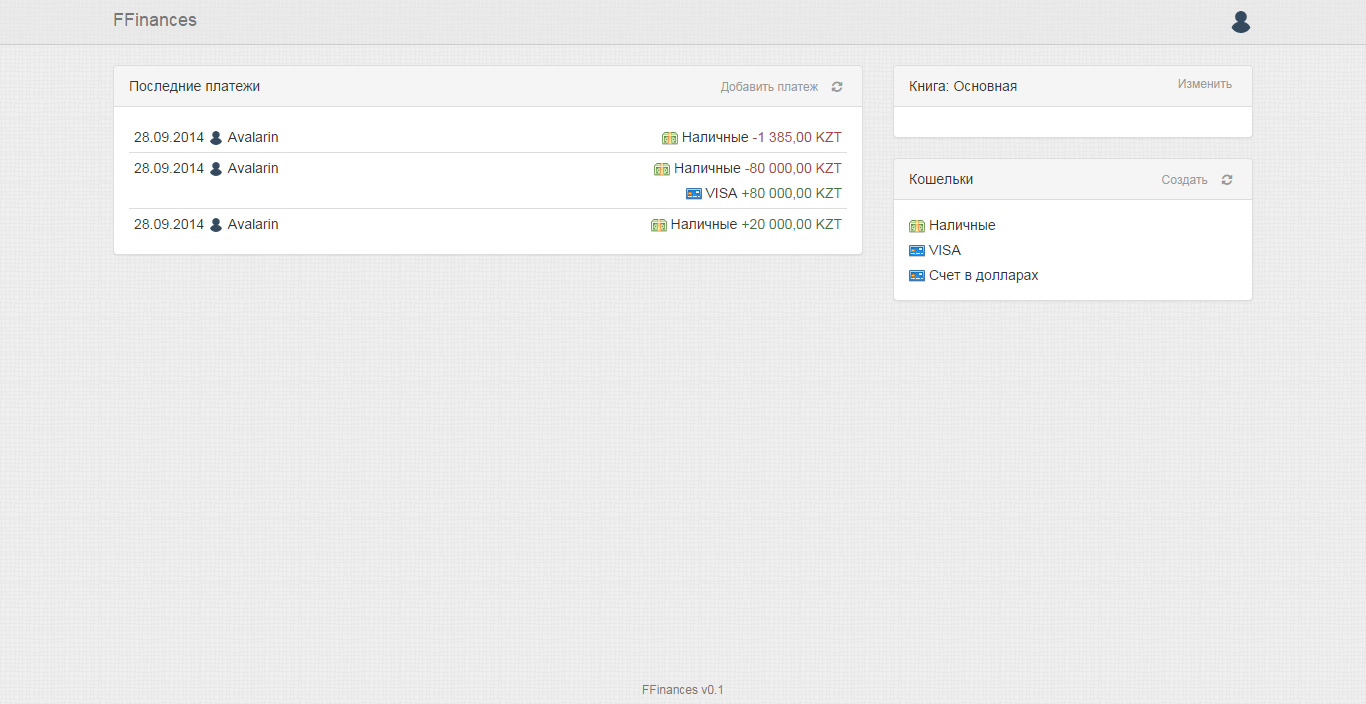 FFinances
Последние платежи Добавить платеж
28.09.2014 Avalarin Наличные -1 385,00 KZT
28.09.2014 Avalarin Наличные -80 000,00 KZT
VISA +80 000,00 KZT
28.09.2014 Avalarin Наличные +20 000,00 KZT
Книга: Основная Изменить
Кошельки Создать
Наличные
VISA
Счет в долларах
FFinances v0.1